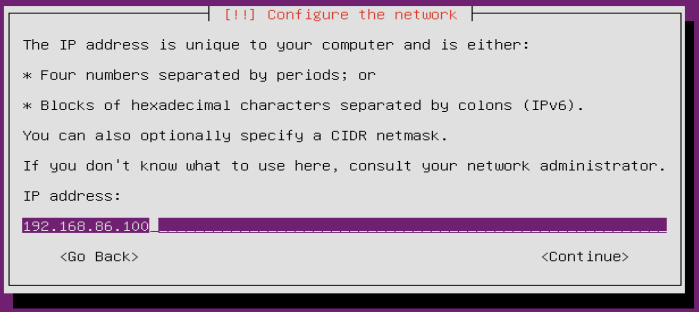 [!!] Configure the network
The IP address is unique to your computer and is either:
* Four numbers separated by periods; or
* Blocks of hexadecimal characters separated by colons (IPv6).
You can also optionally specify a CIDR netmask.
If you don't know what to use here, consult your network administrator.
IP address:
192.168.86.100
<Go Back> <Continue>